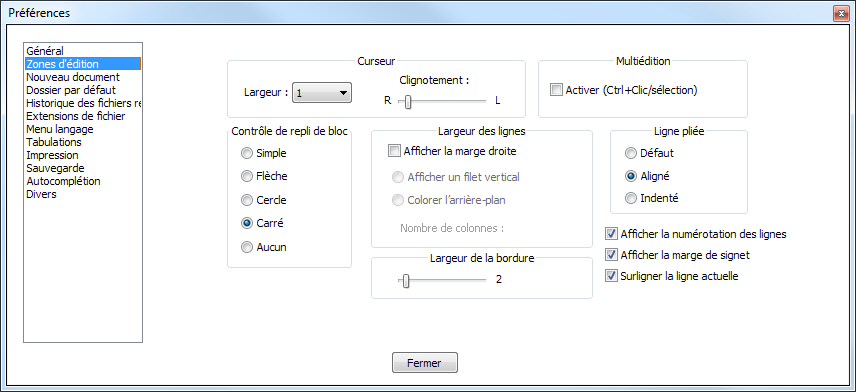 Préférences
Général
Zones d'édition
Nouveau document
Dossier par défaut
Historique des fichiers re
Extensions de fichier
Menu langage
Tabulations
Impression
Sauvegarde
Autocomplétion
Divers
Curseur
Largeur :
1
Clignotement :
R
L
Multiédition
Activer (Ctrl+Clic/sélection)
Contrôle de repli de bloc
Simple
Flèche
Cercle
Carré
Aucun
Largeur des lignes
Afficher la marge droite
Afficher un filet vertical
Colorer l'arrière-plan
Nombre de colonnes :
Largeur de la bordure
2
Ligne pliée
Défaut
Aligné
Indenté
Afficher la numérotation des lignes
Afficher la marge de signet
Surligner la ligne actuelle
Fermer